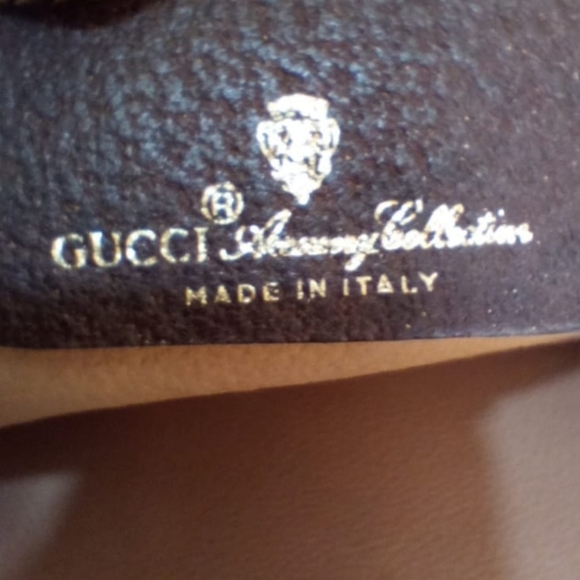 ®
GUCCI Accessory Collection
MADE IN ITALY